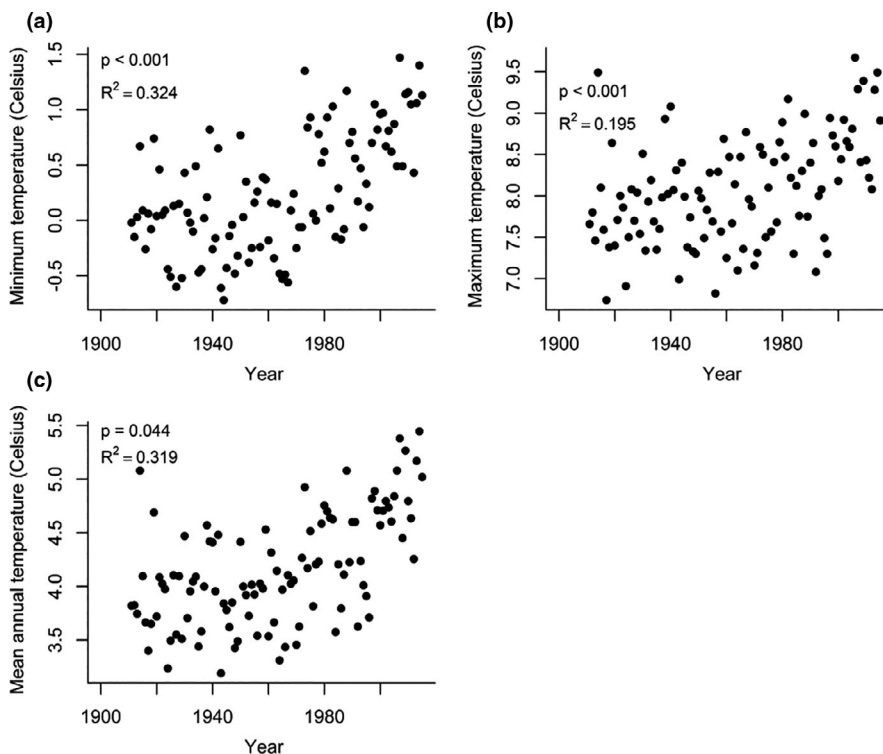 (a)
p < 0.001
R² = 0.324
Minimum temperature (Celsius)
1.5
1.0
0.5
0.0
−0.5
1900
1940
1980
Year
(b)
p < 0.001
R² = 0.195
Maximum temperature (Celsius)
9.5
9.0
8.5
8.0
7.5
7.0
1900
1940
1980
Year
(c)
p = 0.044
R² = 0.319
Mean annual temperature (Celsius)
5.5
5.0
4.5
4.0
3.5
1900
1940
1980
Year